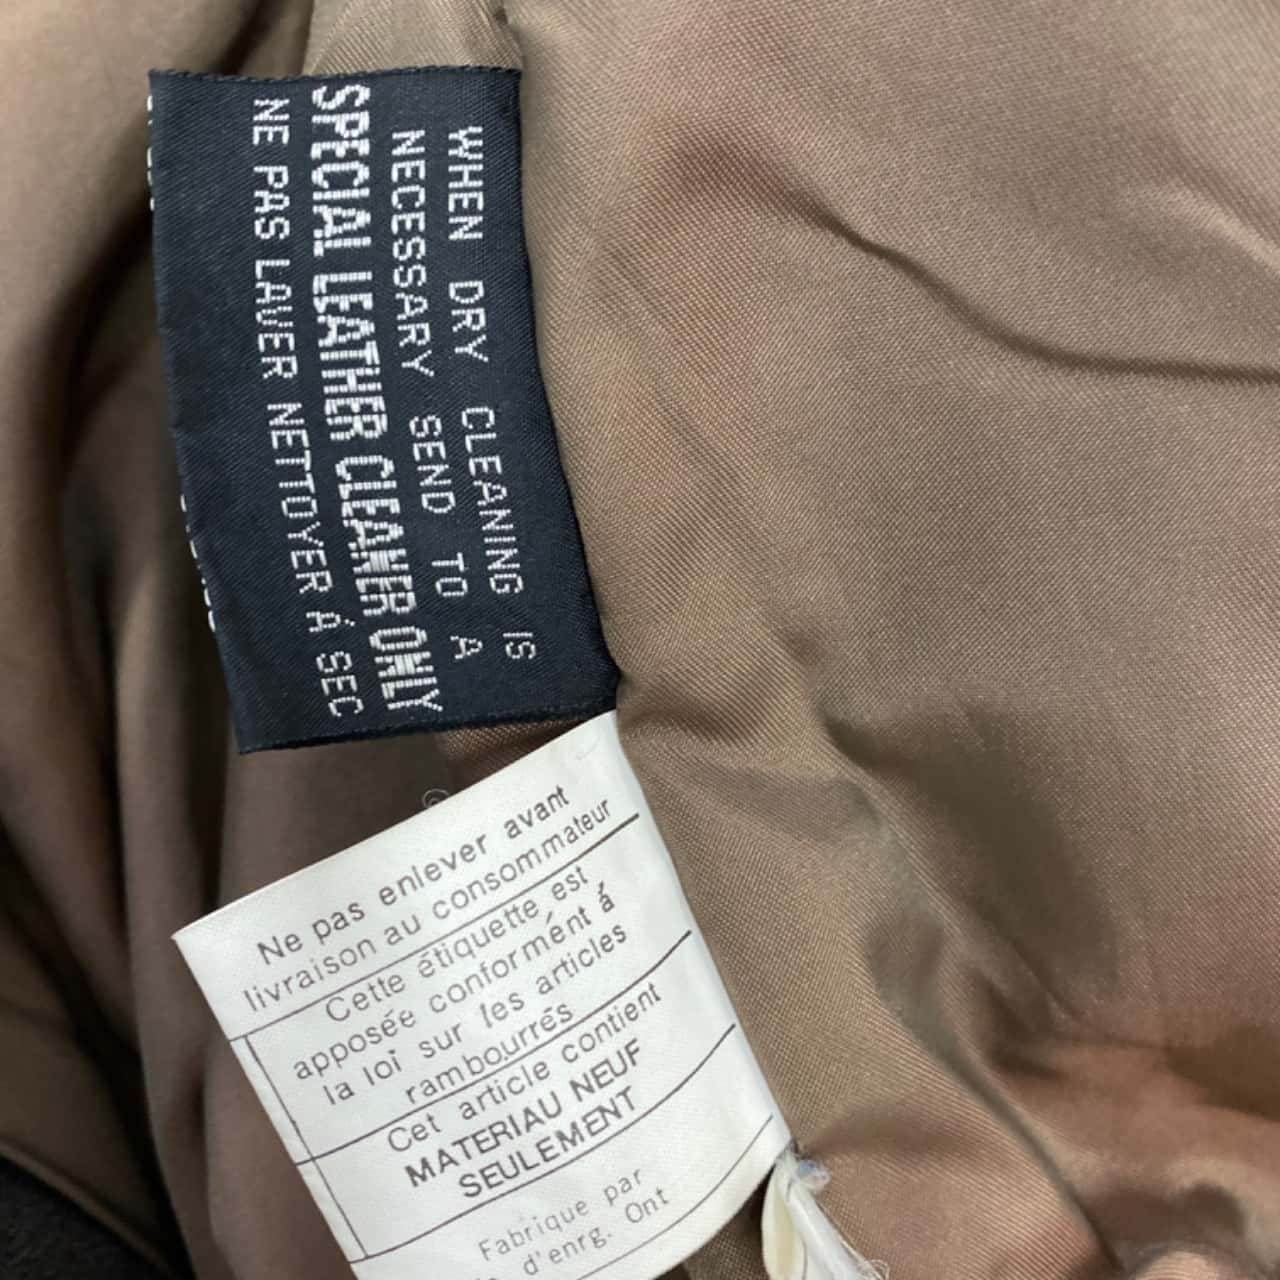 WHEN DRY CLEANING IS
NECESSARY SEND TO A
SPECIAL LEATHER CLEANER ONLY
NE PAS LAVER NETTOYER Á SEC
Ne pas enlever avant
livraison au consommateur
Cette étiquette est
apposée conformént á
la loi sur les articles
rambourrés
Cet article contient
MATERIAU NEUF
SEULEMENT
Fabrique par
d'enrg. Ont